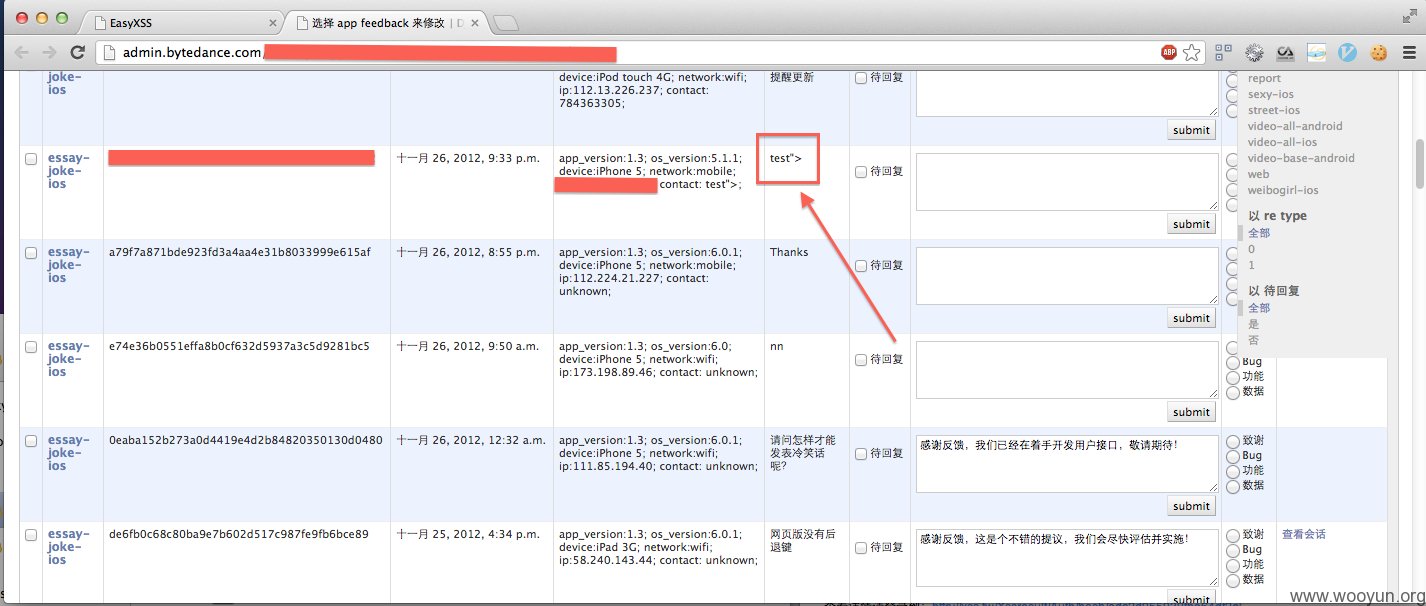 EasyXSS
选择 app feedback 来修改 | D
admin.bytedance.com
ABP
essay-joke-ios
device:iPod touch 4G; network:wifi;
ip:112.13.226.237; contact:
784363305;
提醒更新
待回复
submit
essay-
joke-
ios
十一月 26, 2012, 9:33 p.m.
app_version:1.3; os_version:5.1.1;
device:iPhone 5; network:mobile;
contact: test">;
test">
待回复
submit
essay-
joke-
ios
a79f7a871bde923fd3a4aa4e31b8033999e615af
十一月 26, 2012, 8:55 p.m.
app_version:1.3; os_version:6.0.1;
device:iPhone 5; network:mobile;
ip:112.224.21.227; contact:
unknown;
Thanks
待回复
submit
essay-
joke-
ios
e74e36b0551effa8b0cf632d5937a3c5d9281bc5
十一月 26, 2012, 9:50 a.m.
app_version:1.3; os_version:6.0;
device:iPhone 5; network:wifi;
ip:173.198.89.46; contact: unknown;
nn
待回复
submit
Bug
功能
数据
essay-
joke-
ios
0eaba152b273a0d4419e4d2b84820350130d0480
十一月 26, 2012, 12:32 a.m.
app_version:1.3; os_version:6.0.1;
device:iPhone 5; network:wifi;
ip:111.85.194.40; contact: unknown;
请问怎样才能
发表冷笑话
呢?
待回复
感谢反馈，我们已经在着手开发用户接口，敬请期待！
submit
致谢
Bug
功能
数据
essay-
joke-
ios
de6fb0c68c80ba9e7b602d517c987fe9fb6bce89
十一月 25, 2012, 4:34 p.m.
app_version:1.3; os_version:6.0.1;
device:iPad 3G; network:wifi;
ip:58.240.143.44; contact: unknown;
网页版没有后
退键
待回复
感谢反馈，这是个不错的提议，我们会尽快评估并实施！
submit
致谢
Bug
功能
数据
查看会话
report
sexy-ios
street-ios
video-all-android
video-all-ios
video-base-android
web
weibogirl-ios
以 re type
全部
0
1
以 待回复
全部
是
否
www.wooyun.org